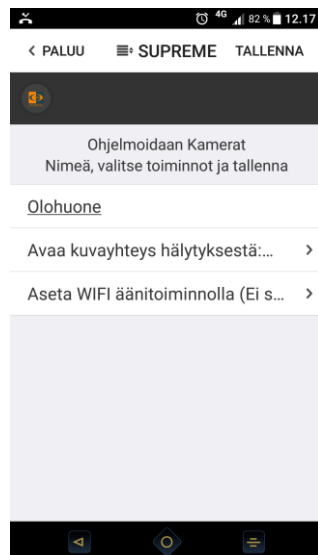 4G 82 % 12.17
< PALUU SUPREME TALLENNA
Ohjelmoidaan Kamerat
Nimeä, valitse toiminnot ja tallenna
Olohuone
Avaa kuvayhteys hälytyksestä:... >
Aseta WIFI äänitoiminnolla (Ei s... >